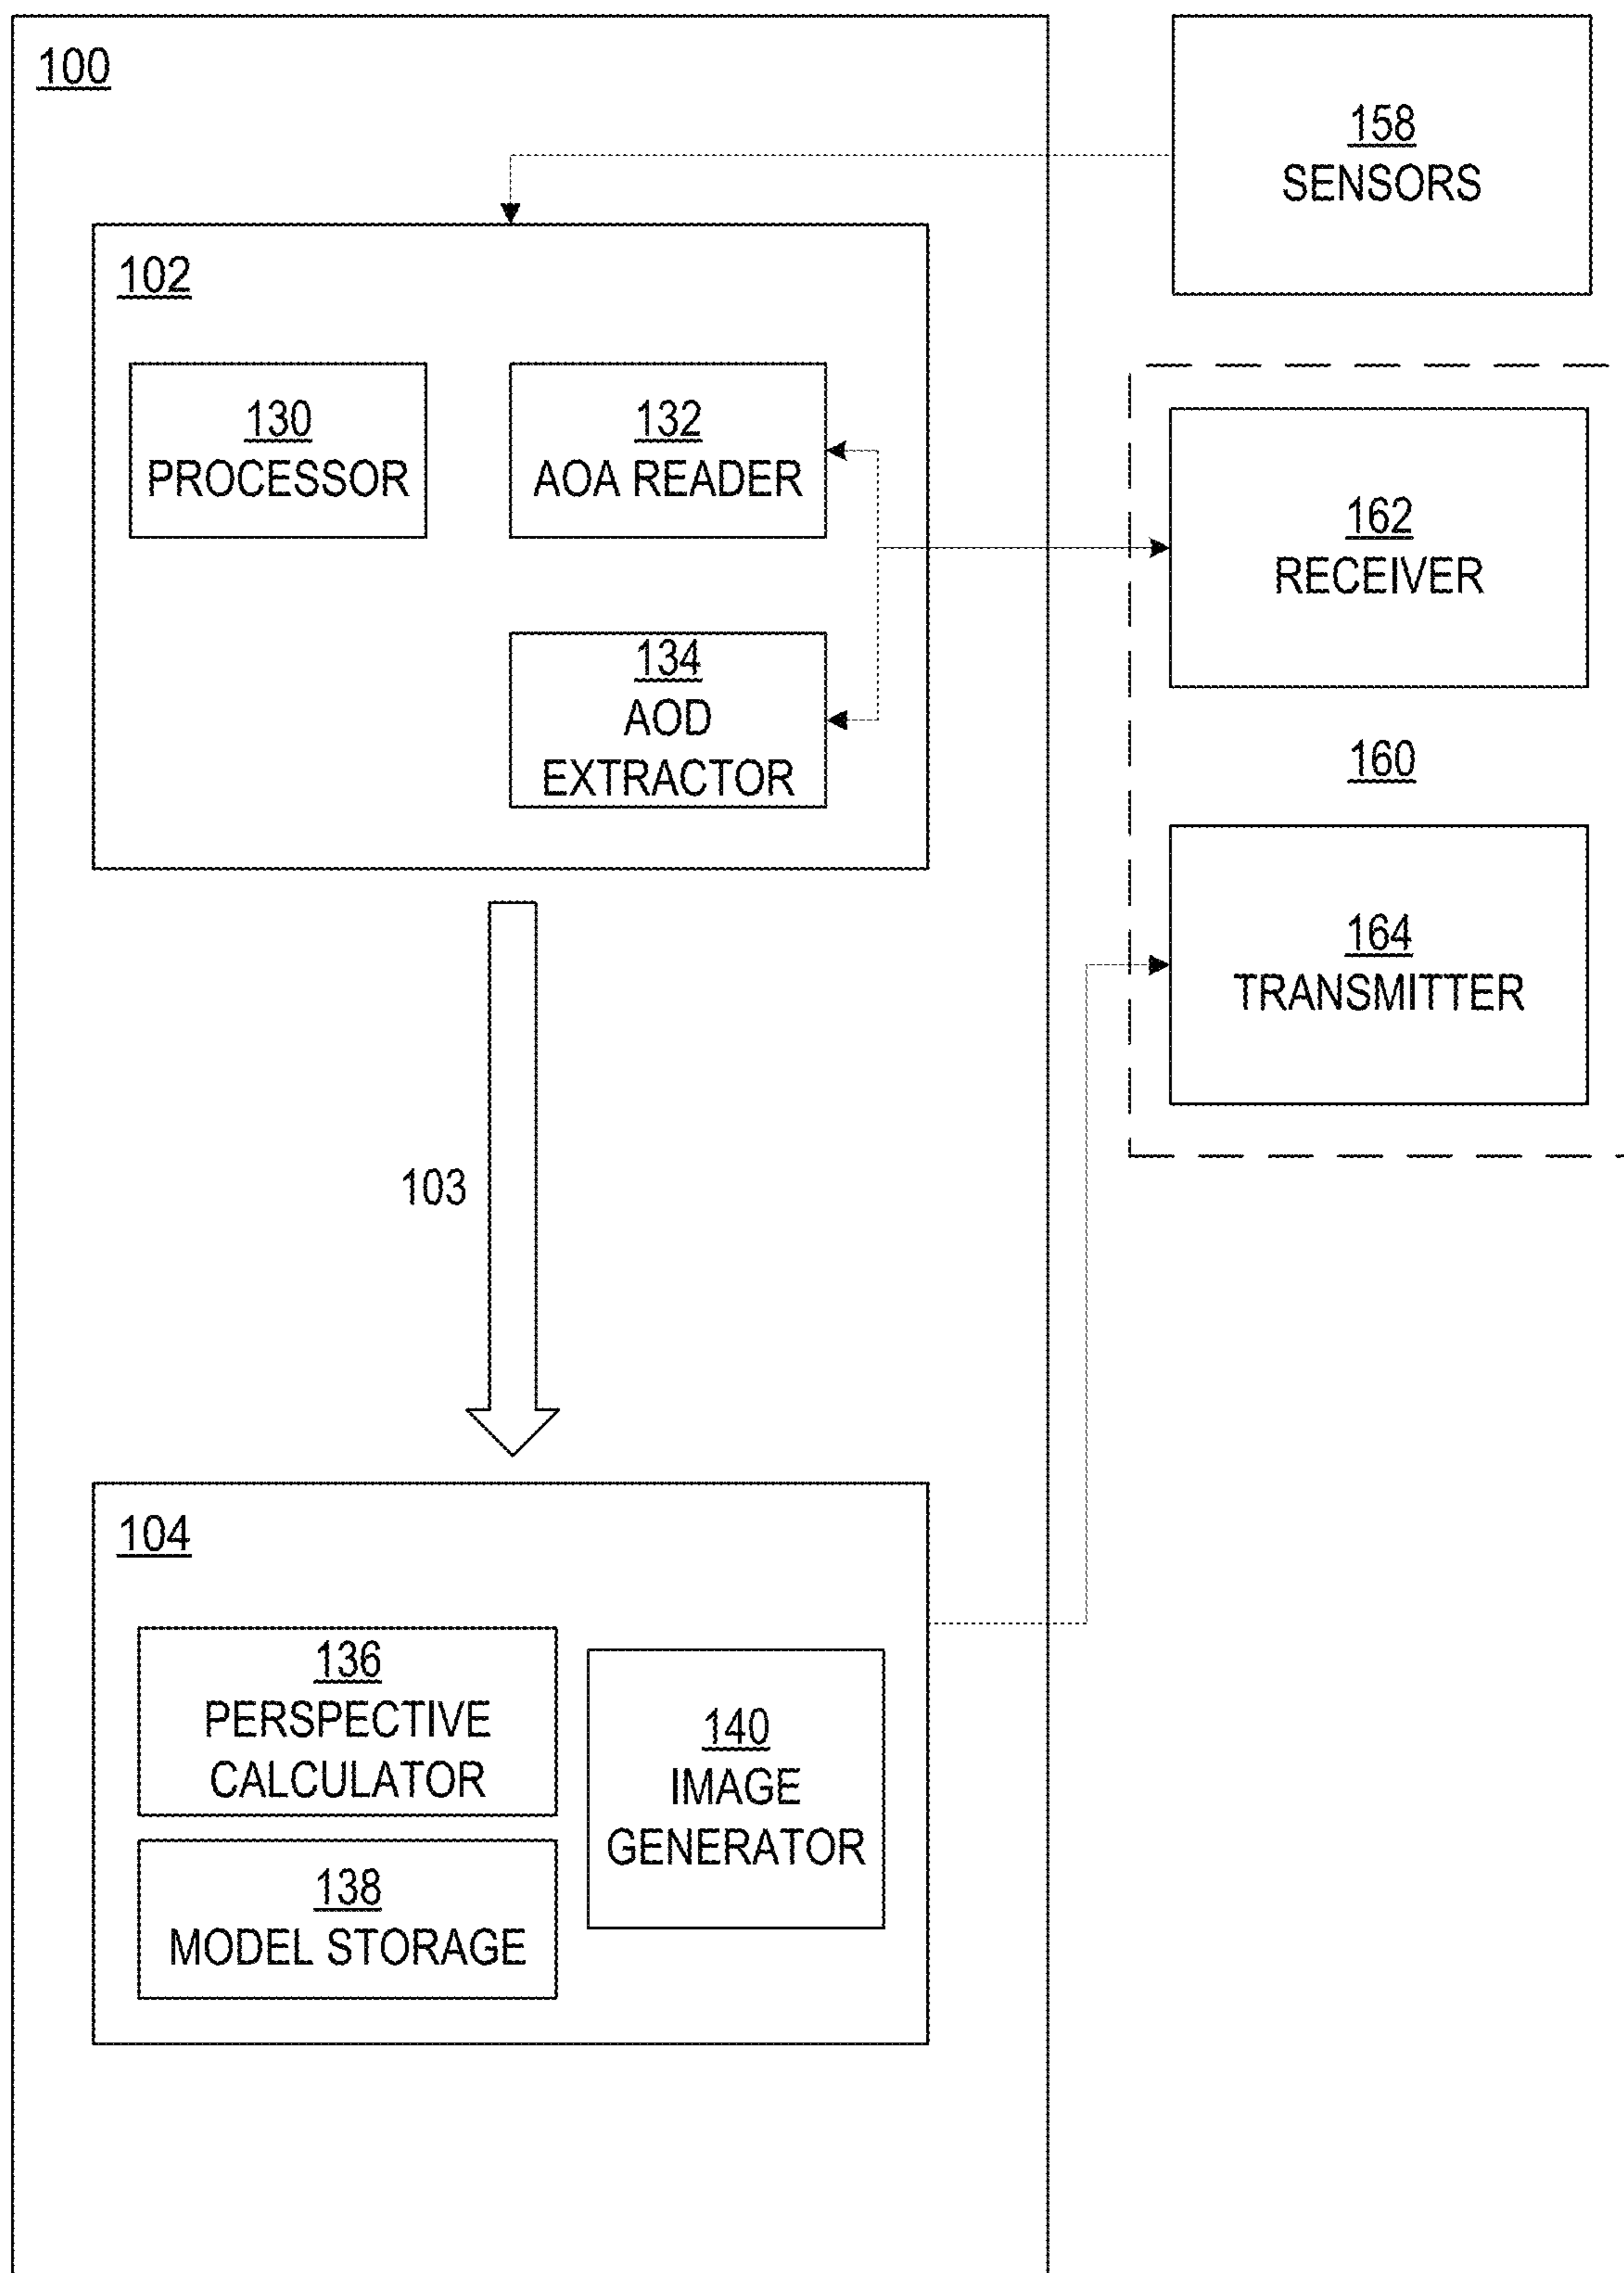 100
158
SENSORS
102
130
PROCESSOR
132
AOA READER
134
AOD
EXTRACTOR
162
RECEIVER
160
164
TRANSMITTER
103
104
136
PERSPECTIVE
CALCULATOR
138
MODEL STORAGE
140
IMAGE
GENERATOR